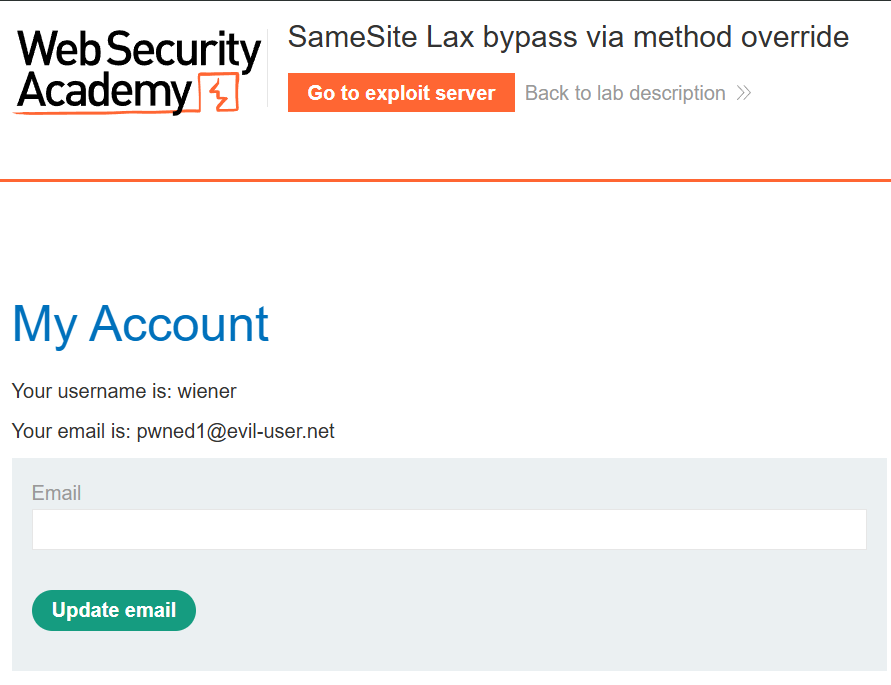 Web Security
Academy
SameSite Lax bypass via method override
Go to exploit server
Back to lab description
My Account
Your username is: wiener
Your email is: pwned1@evil-user.net
Email
Update email